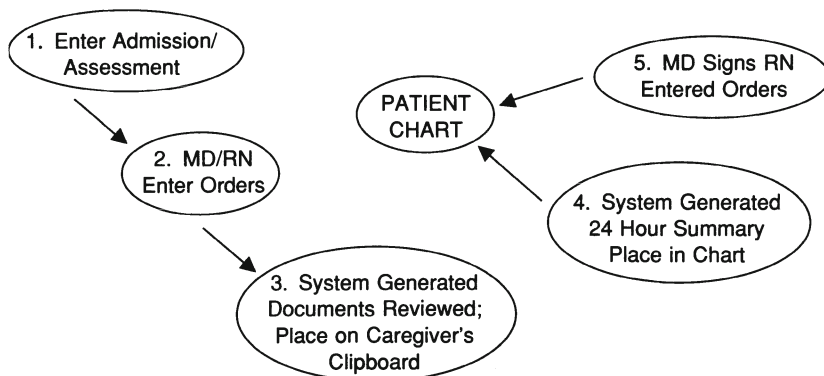 1. Enter Admission/
Assessment
2. MD/RN
Enter Orders
3. System Generated
Documents Reviewed;
Place on Caregiver's
Clipboard
PATIENT
CHART
5. MD Signs RN
Entered Orders
4. System Generated
24 Hour Summary
Place in Chart